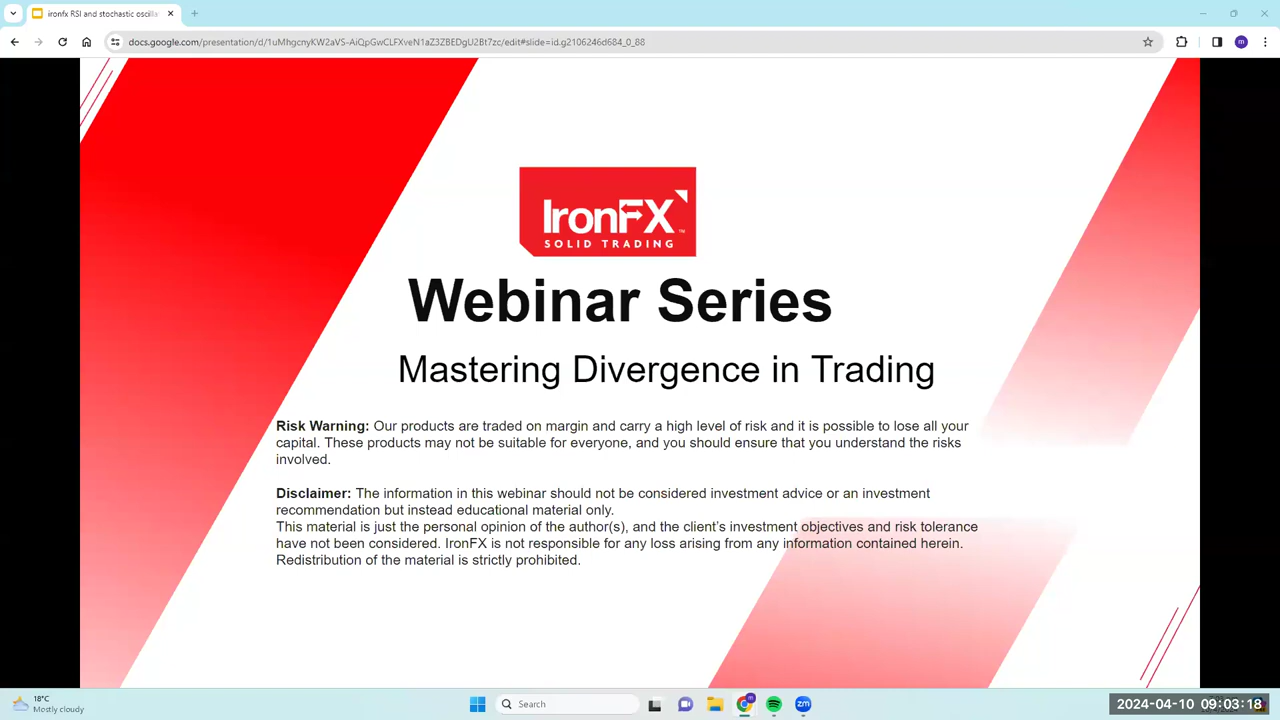 ironfx RSI and stochastic oscilla
docs.google.com/presentation/d/1uMhgcnyKW2aVS-AiQpGwCLFXveN1aZ3ZBEDgU2Bt7zc/edit#slide=id.g2106246d684_0_88
m
IronFX
TM
SOLID TRADING
Webinar Series
Mastering Divergence in Trading
Risk Warning: Our products are traded on margin and carry a high level of risk and it is possible to lose all your
capital. These products may not be suitable for everyone, and you should ensure that you understand the risks
involved.
Disclaimer: The information in this webinar should not be considered investment advice or an investment
recommendation but instead educational material only.
This material is just the personal opinion of the author(s), and the client's investment objectives and risk tolerance
have not been considered. IronFX is not responsible for any loss arising from any information contained herein.
Redistribution of the material is strictly prohibited.
18°C
Mostly cloudy
Search
zm
2024-04-10 09:03:18